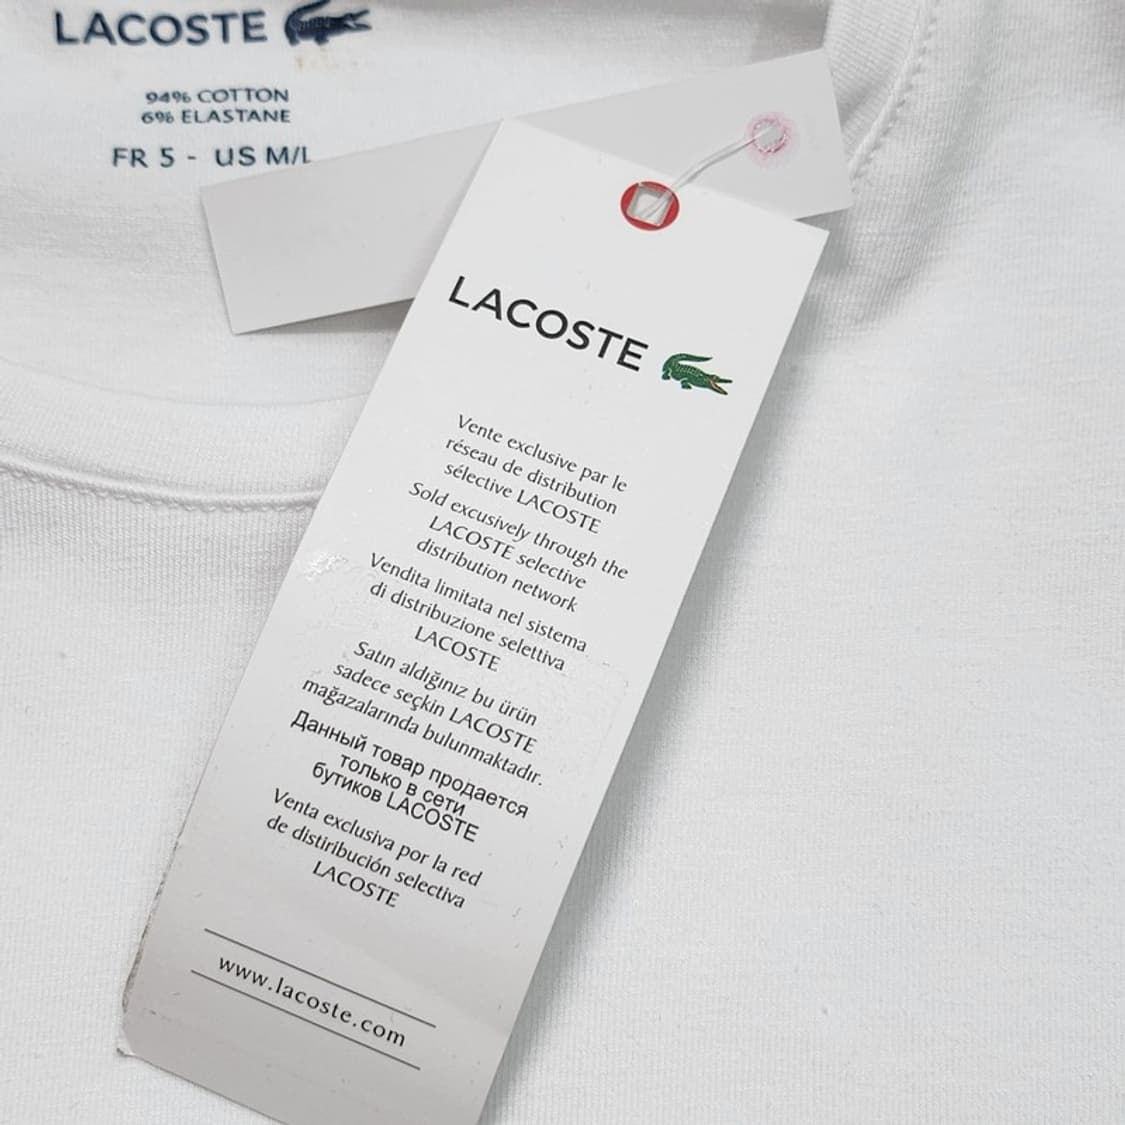 LACOSTE
94% COTTON
6% ELASTANE
FR 5 - US M/L
LACOSTE
Vente exclusive par le
réseau de distribution
sélective LACOSTE
Sold excusively through the
LACOSTE selective
distribution network
Vendita limitata nel sistema
di distribuzione selettiva
LACOSTE
Satın aldığınız bu ürün
sadece seçkin LACOSTE
mağazalarında bulunmaktadır.
Данный товар продается
только в сети
бутиков LACOSTE
Venta exclusiva por la red
de distiribución selectiva
LACOSTE
www.lacoste.com